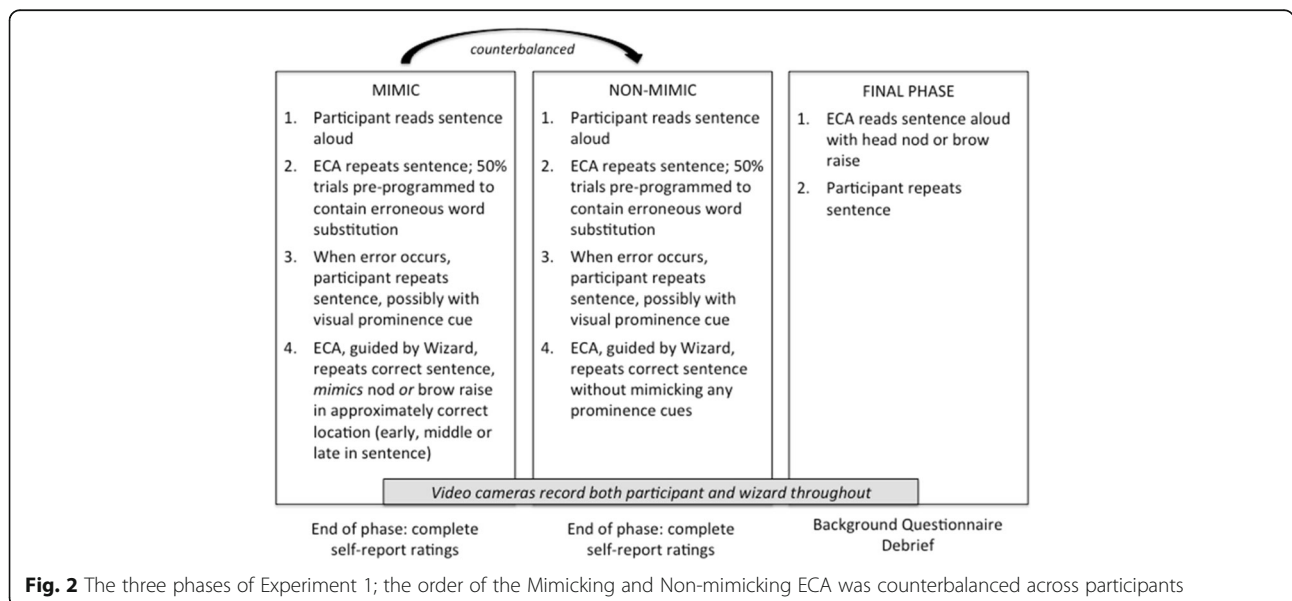 counterbalanced
MIMIC
1. Participant reads sentence
aloud
2. ECA repeats sentence; 50%
trials pre-programmed to
contain erroneous word
substitution
3. When error occurs,
participant repeats
sentence, possibly with
visual prominence cue
4. ECA, guided by Wizard,
repeats correct sentence,
mimics nod or brow raise
in approximately correct
location (early, middle or
late in sentence)
NON-MIMIC
1. Participant reads sentence
aloud
2. ECA repeats sentence; 50%
trials pre-programmed to
contain erroneous word
substitution
3. When error occurs,
participant repeats
sentence, possibly with
visual prominence cue
4. ECA, guided by Wizard,
repeats correct sentence
without mimicking any
prominence cues
FINAL PHASE
1. ECA reads sentence aloud
with head nod or brow
raise
2. Participant repeats
sentence
Video cameras record both participant and wizard throughout
End of phase: complete
self-report ratings
End of phase: complete
self-report ratings
Background Questionnaire
Debrief
Fig. 2 The three phases of Experiment 1; the order of the Mimicking and Non-mimicking ECA was counterbalanced across participants